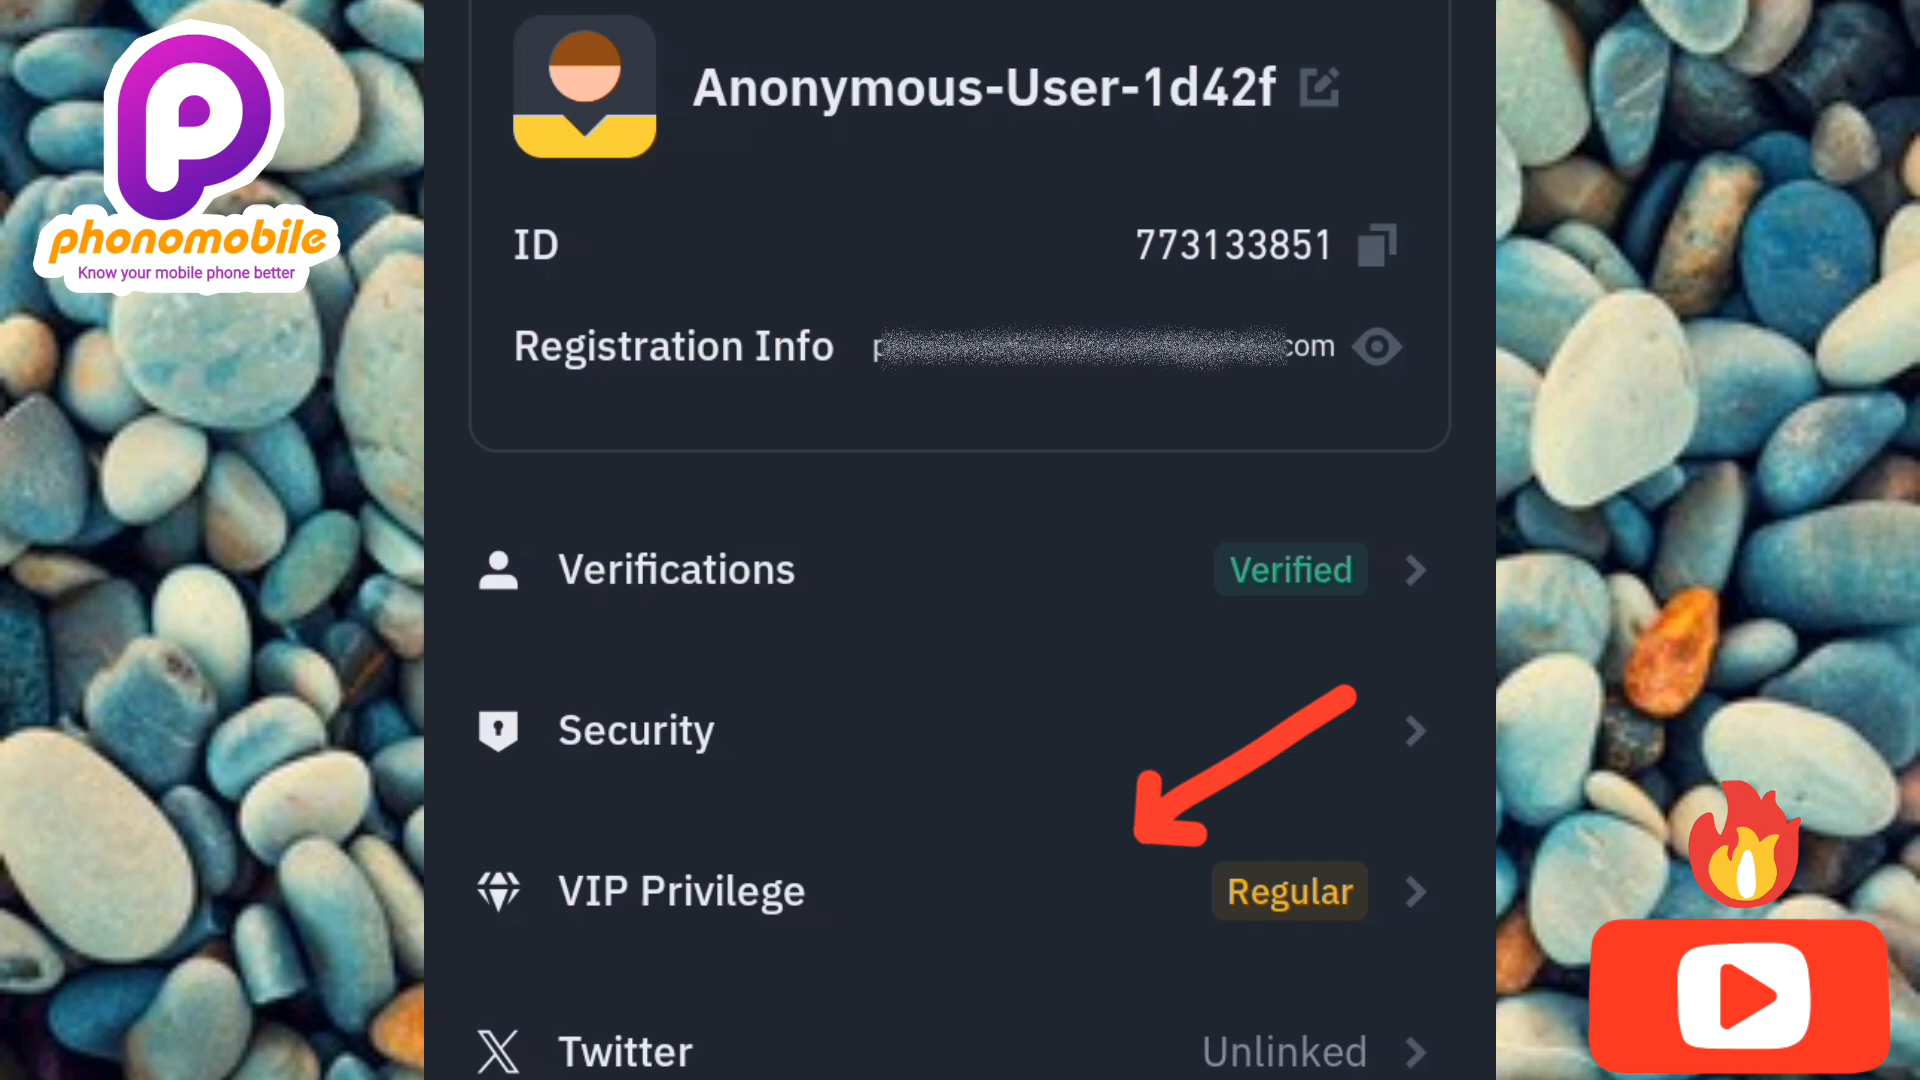 phonomobile
Know your mobile phone better
Anonymous-User-1d42f
ID 773133851
Registration Info com
Verifications Verified
Security
VIP Privilege Regular
Twitter Unlinked